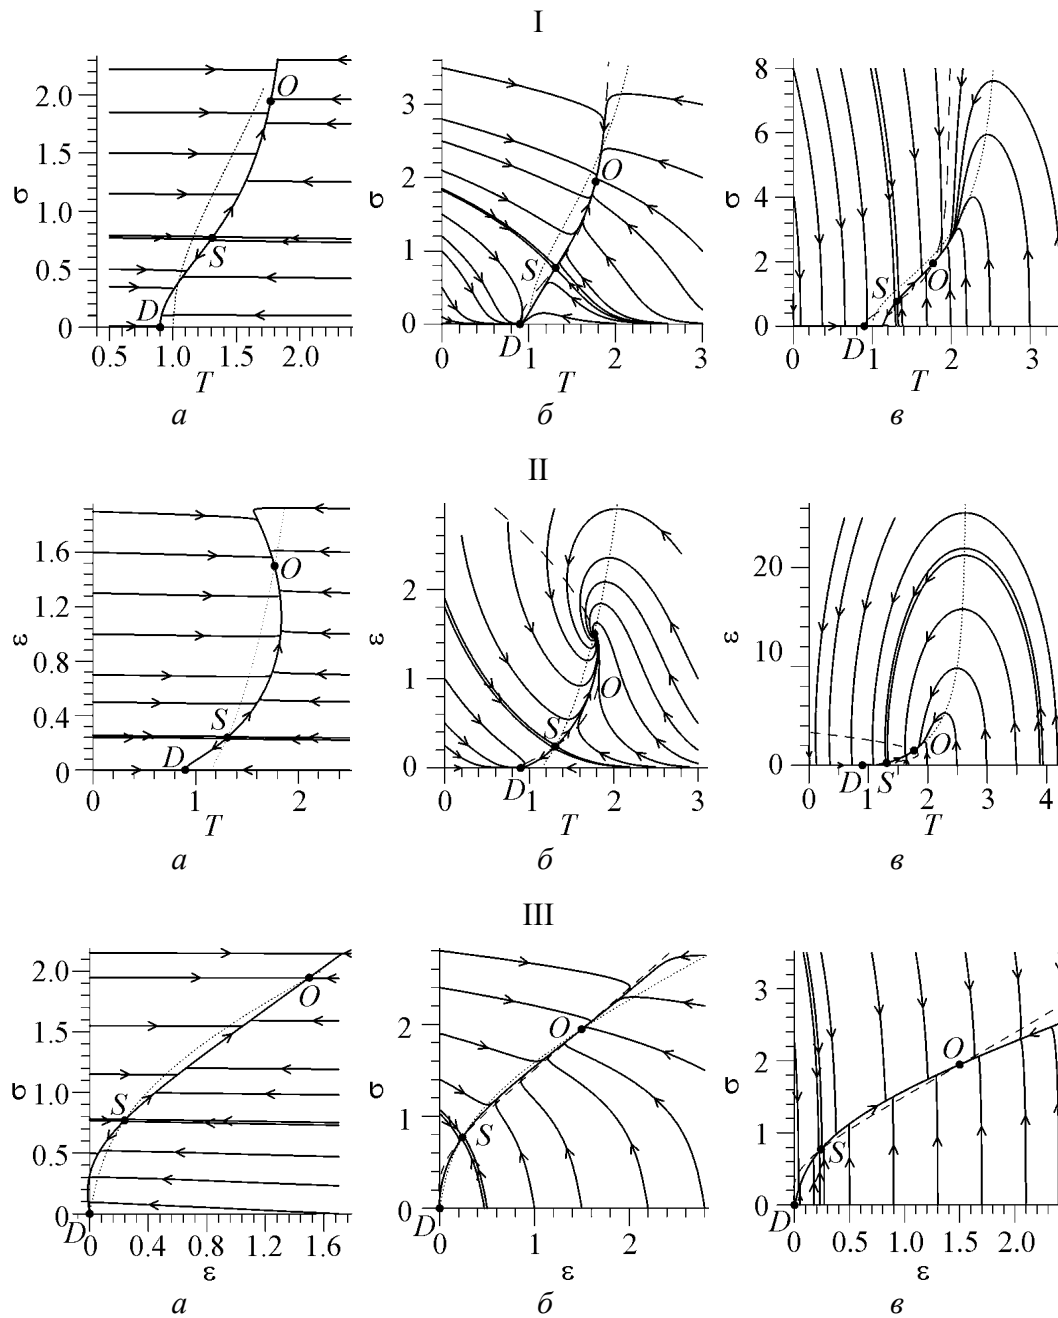 I
σ 2.0 1.5 1.0 0.5 0 O S D 0.5 1.0 1.5 2.0 T
σ 3 2 1 0 O S D 0 1 2 3 T
σ 8 6 4 2 0 S O D 0 1 2 3 T
а б в
II
ε 1.6 1.2 0.8 0.4 0 O S D 0 1 2 T
ε 2 1 0 O S D 0 1 2 3 T
ε 20 10 0 O D S 0 1 2 3 4 T
а б в
III
σ 2.0 1.5 1.0 0.5 0 O S D 0 0.4 0.8 1.2 1.6 ε
σ 2 1 0 O S D 0 1 2 ε
σ 3 2 1 0 O S D 0 0.5 1.0 1.5 2.0 ε
а б в